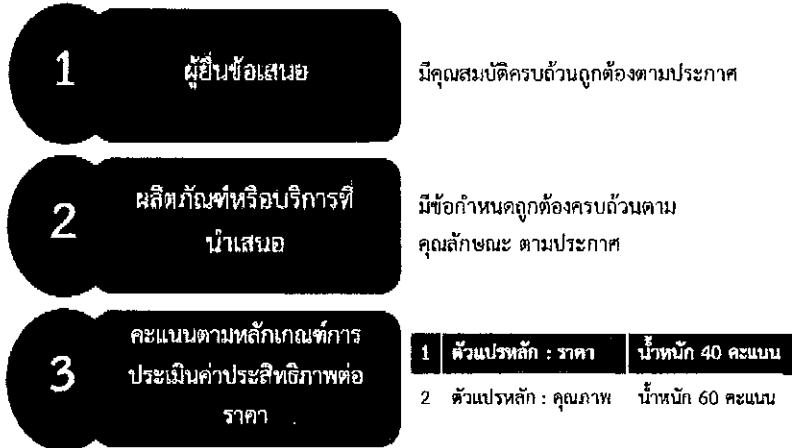 1 ผู้ยื่นข้อเสนอ มีคุณสมบัติครบถ้วนถูกต้องตามประกาศ
2 ผลิตภัณฑ์หรือบริการที่
นำเสนอ
มีข้อกำหนดถูกต้องครบถ้วนตาม
คุณลักษณะ ตามประกาศ
3 คะแนนตามหลักเกณฑ์การ
ประเมินค่าประสิทธิภาพต่อ
ราคา
1 ตัวแปรหลัก : ราคา น้ำหนัก 40 คะแนน
2 ตัวแปรหลัก : คุณภาพ น้ำหนัก 60 คะแนน